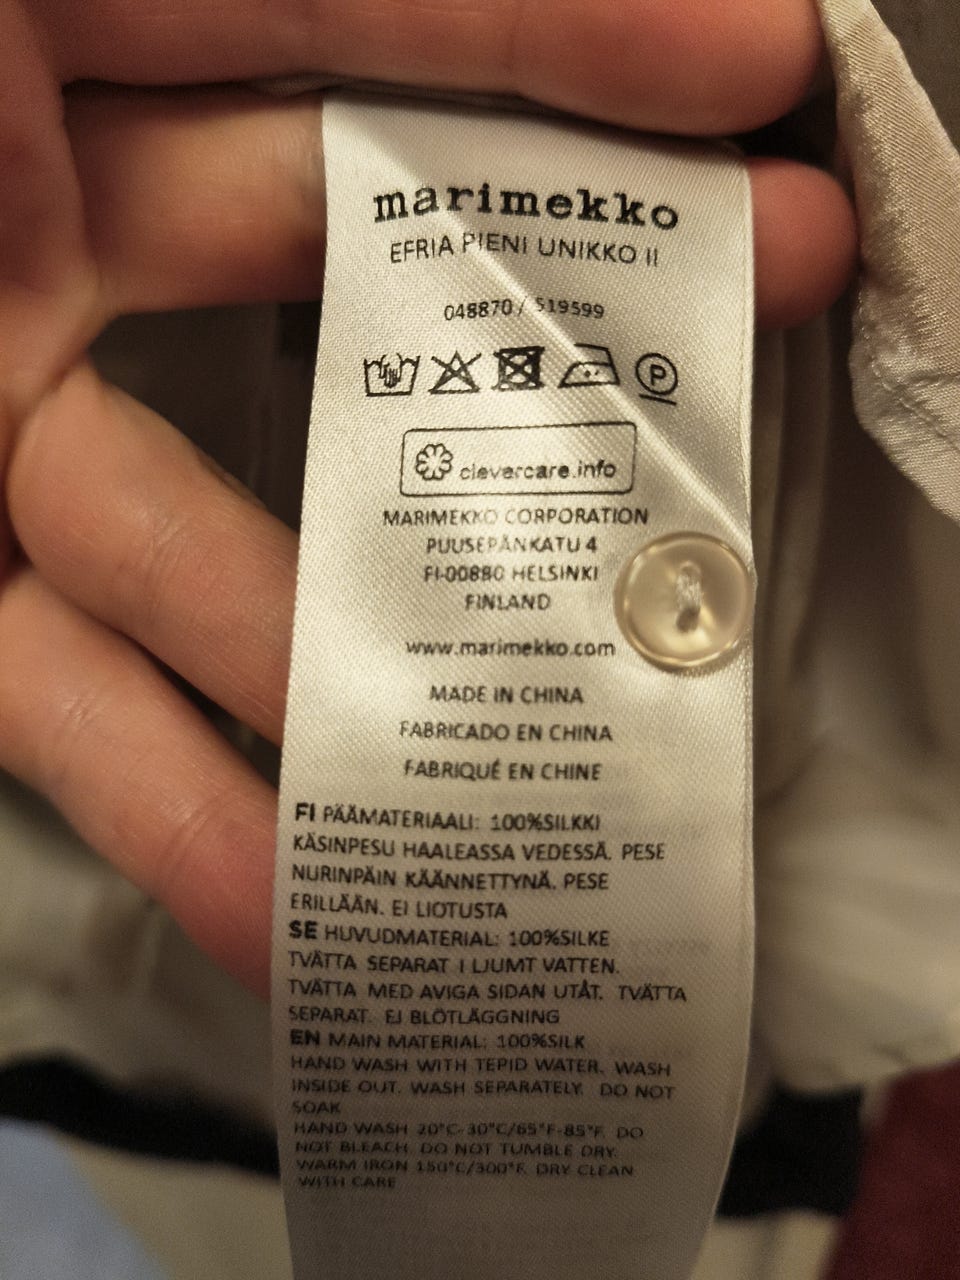 marimekko
EFRIA PIENI UNIKKO II
048870 / 519599
P
clevercare.info
MARIMEKKO CORPORATION
PUUSEPÄNKATU 4
FI-00880 HELSINKI
FINLAND
www.marimekko.com
MADE IN CHINA
FABRICADO EN CHINA
FABRIQUÉ EN CHINE
FI PÄÄMATERIAALI: 100%SILKKI
KÄSINPESU HAALEASSA VEDESSÄ. PESE
NURINPÄIN KÄÄNNETTYNÄ. PESE
ERILLÄÄN. EI LIOTUSTA
SE HUVUDMATERIAL: 100%SILKE
TVÄTTA SEPARAT I LJUMT VATTEN.
TVÄTTA MED AVIGA SIDAN UTÅT. TVÄTTA
SEPARAT. EJ BLÖTLÄGGNING
EN MAIN MATERIAL: 100%SILK
HAND WASH WITH TEPID WATER. WASH
INSIDE OUT. WASH SEPARATELY. DO NOT
SOAK
HAND WASH 20°C-30°C/65°F-85°F. DO
NOT BLEACH. DO NOT TUMBLE DRY.
WARM IRON 150°C/300°F. DRY CLEAN
WITH CARE